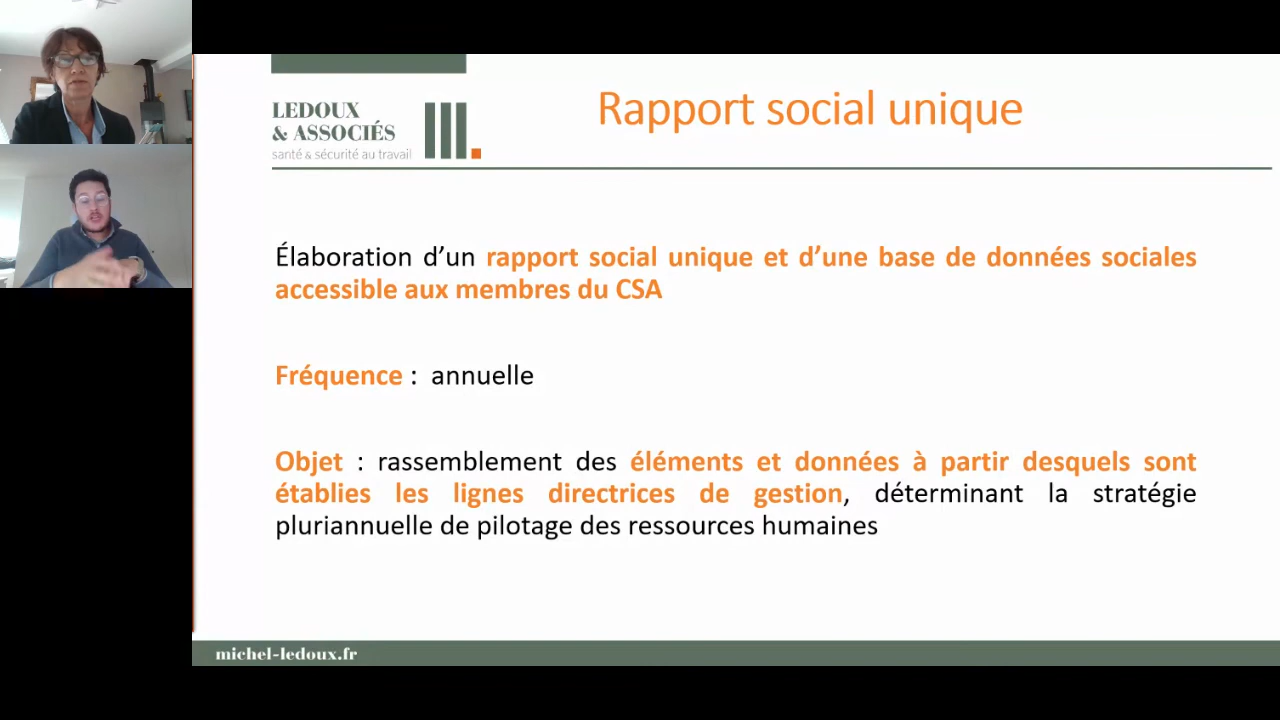 LEDOUX
& ASSOCIÉS
santé & sécurité au travail
Rapport social unique
Élaboration d’un rapport social unique et d’une base de données sociales
accessible aux membres du CSA
Fréquence : annuelle
Objet : rassemblement des éléments et données à partir desquels sont
établies les lignes directrices de gestion, déterminant la stratégie
pluriannuelle de pilotage des ressources humaines
michel-ledoux.fr